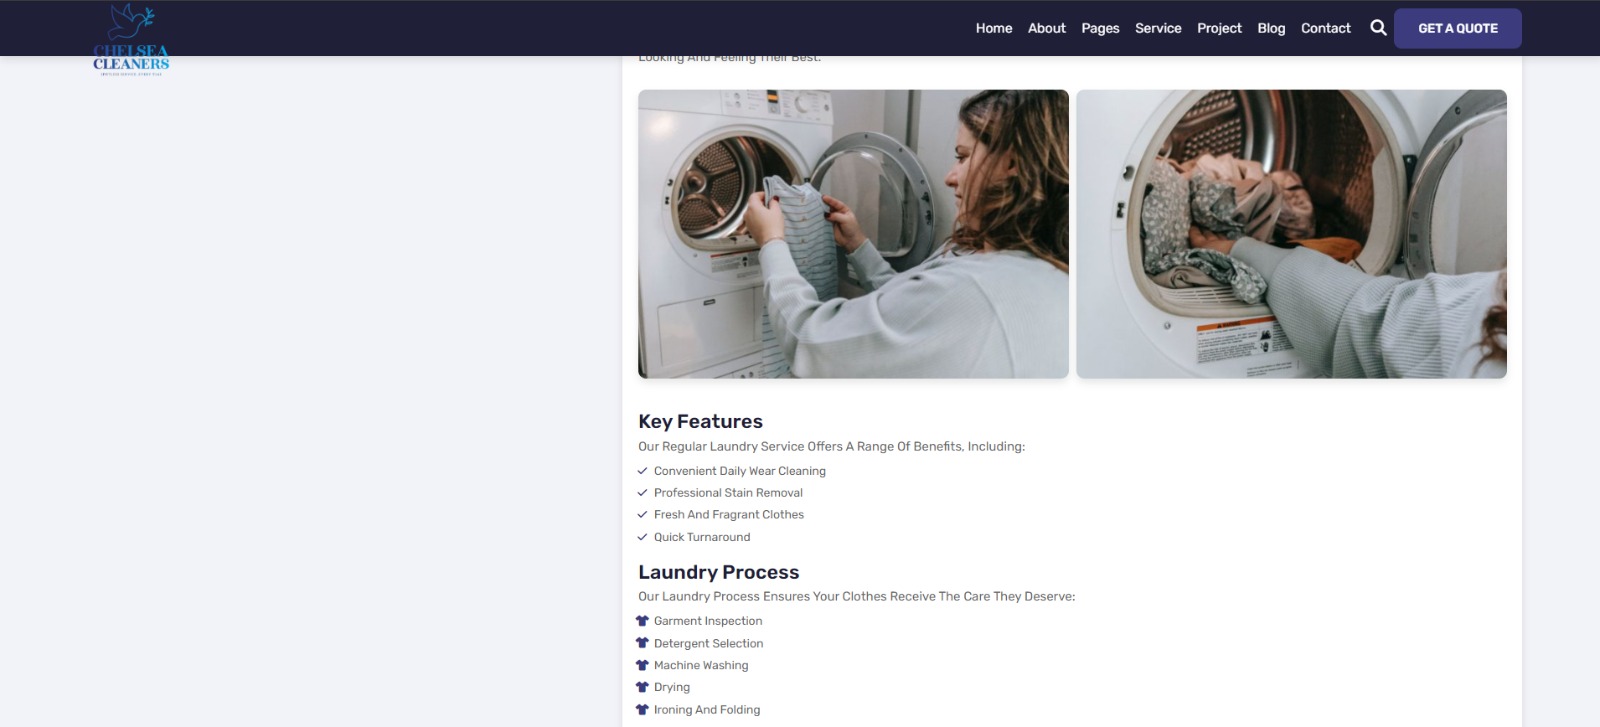 CHELSEA
CLEANERS
Home About Pages Service Project Blog Contact GET A QUOTE
Looking And Feeling Their Best.
Key Features
Our Regular Laundry Service Offers A Range Of Benefits, Including:
Convenient Daily Wear Cleaning
Professional Stain Removal
Fresh And Fragrant Clothes
Quick Turnaround
Laundry Process
Our Laundry Process Ensures Your Clothes Receive The Care They Deserve:
Garment Inspection
Detergent Selection
Machine Washing
Drying
Ironing And Folding